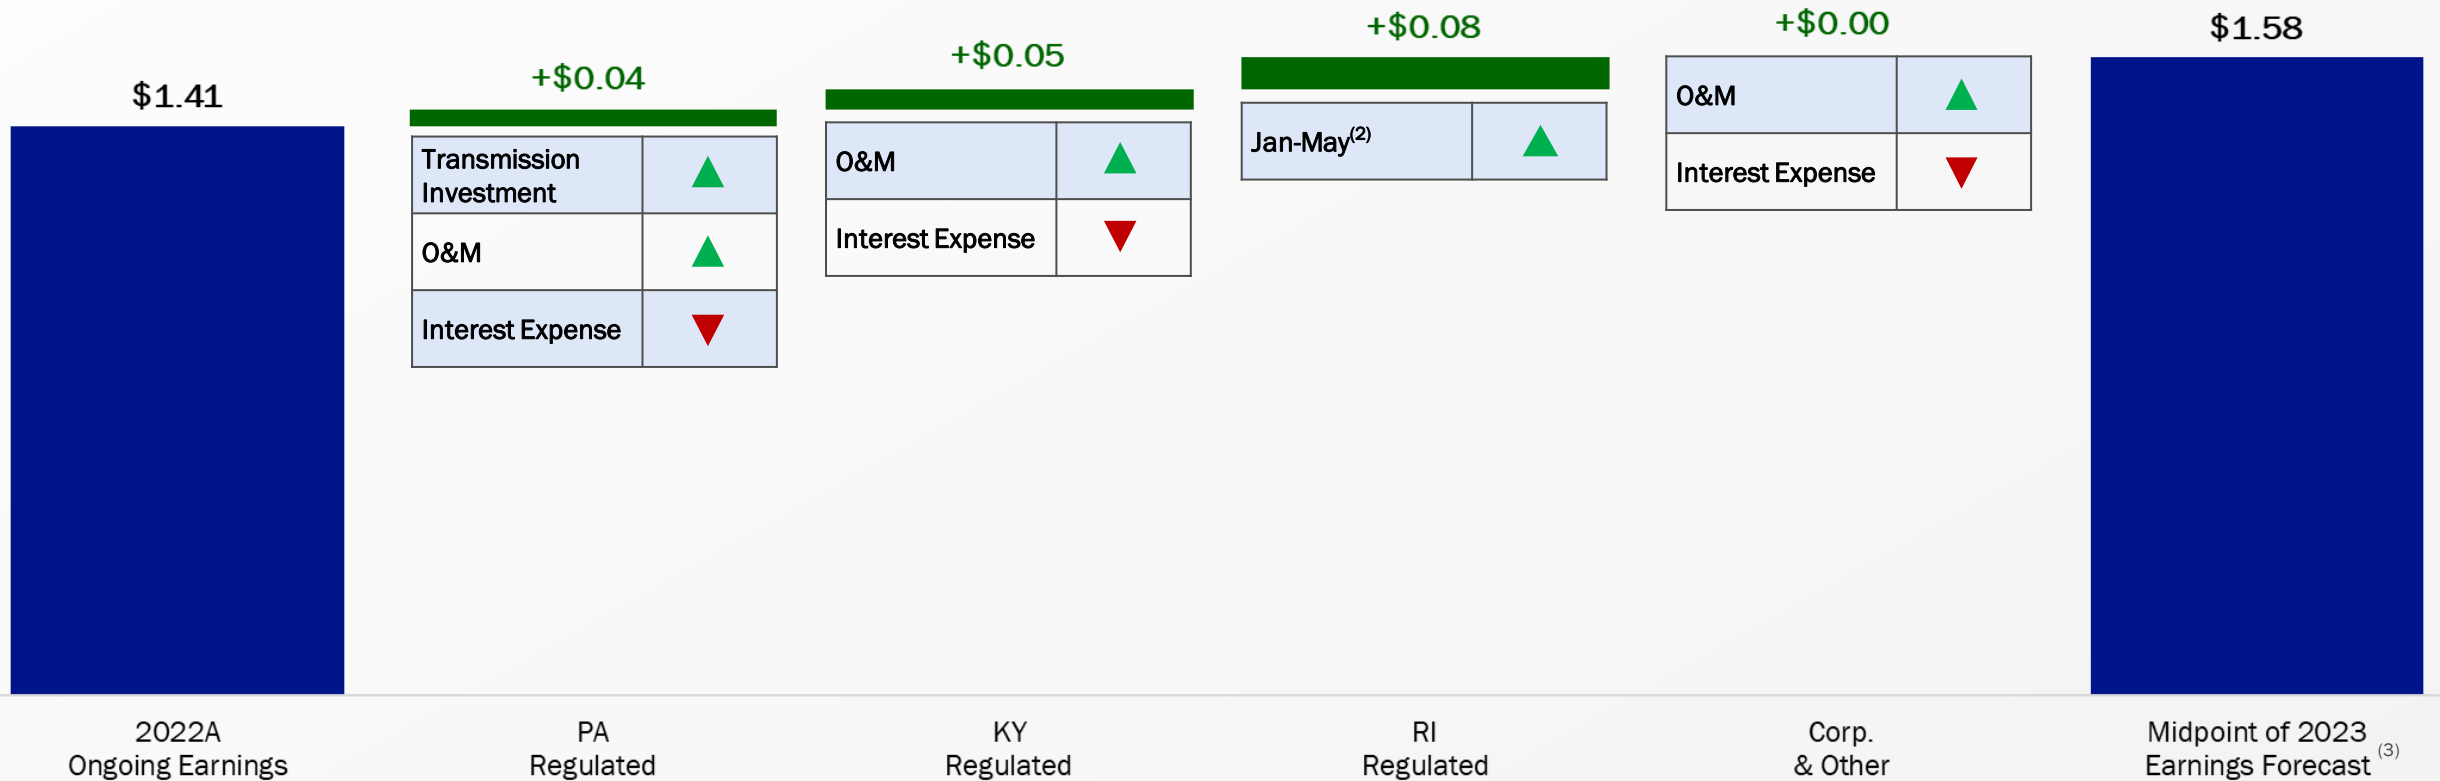 $1.41
+$0.04
Transmission
Investment
O&M
Interest Expense
+$0.05
O&M
Interest Expense
+$0.08
Jan-May(2)
+$0.00
O&M
Interest Expense
$1.58
2022A
Ongoing Earnings
PA
Regulated
KY
Regulated
RI
Regulated
Corp.
& Other
Midpoint of 2023
Earnings Forecast (3)